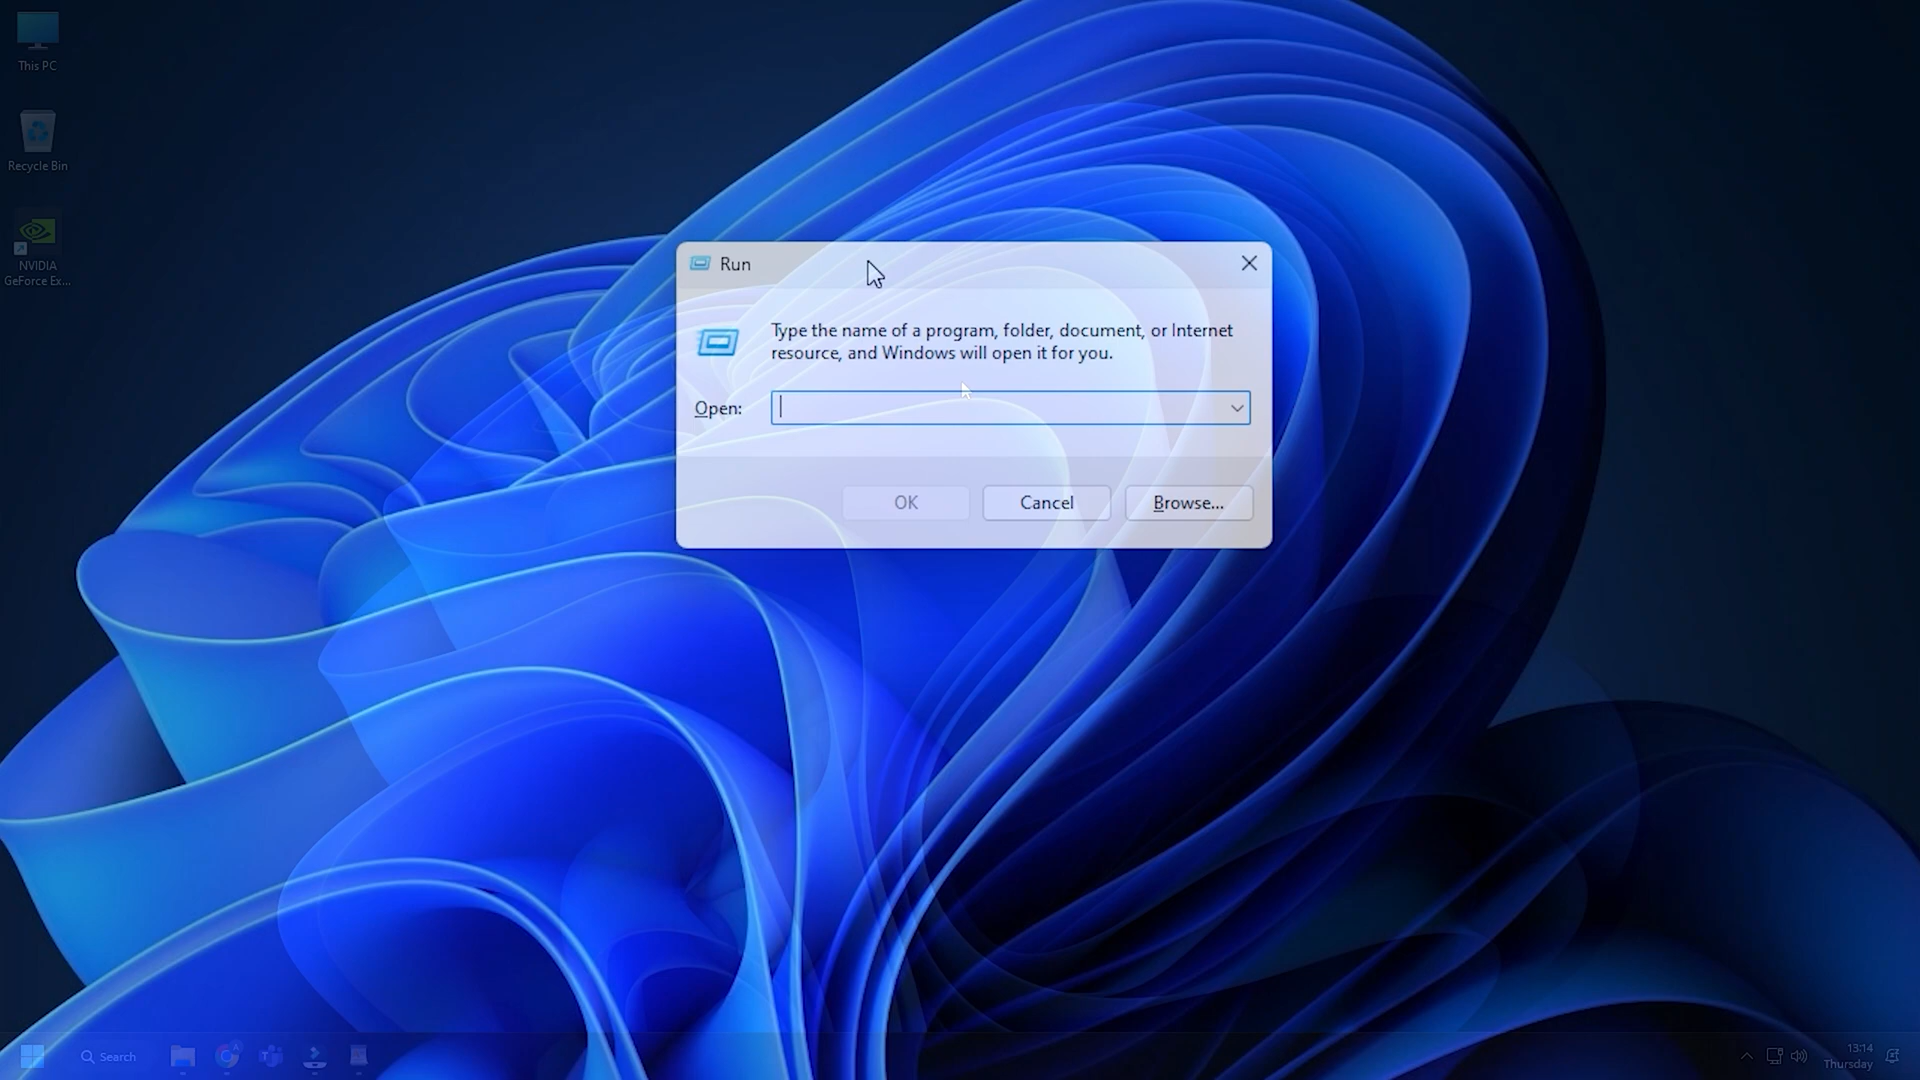 This PC
Recycle Bin
NVIDIA
GeForce Ex...
Run
Type the name of a program, folder, document, or Internet
resource, and Windows will open it for you.
Open:
OK
Cancel
Browse...
Search
13:14
Thursday